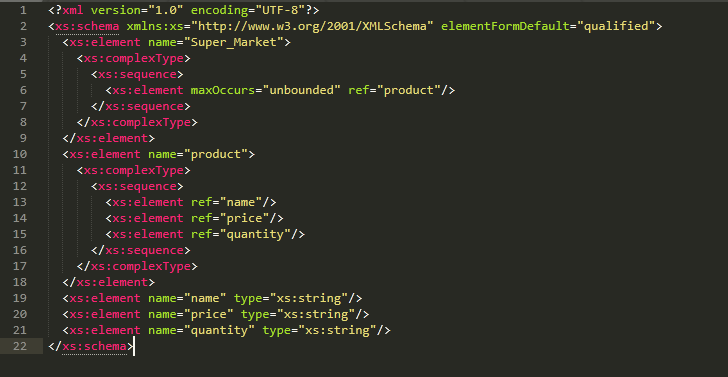 1 <?xml version="1.0" encoding="UTF-8"?>
2 <xs:schema xmlns:xs="http://www.w3.org/2001/XMLSchema" elementFormDefault="qualified">
3 <xs:element name="Super_Market">
4 <xs:complexType>
5 <xs:sequence>
6 <xs:element maxOccurs="unbounded" ref="product"/>
7 </xs:sequence>
8 </xs:complexType>
9 </xs:element>
10 <xs:element name="product">
11 <xs:complexType>
12 <xs:sequence>
13 <xs:element ref="name"/>
14 <xs:element ref="price"/>
15 <xs:element ref="quantity"/>
16 </xs:sequence>
17 </xs:complexType>
18 </xs:element>
19 <xs:element name="name" type="xs:string"/>
20 <xs:element name="price" type="xs:string"/>
21 <xs:element name="quantity" type="xs:string"/>
22 </xs:schema>